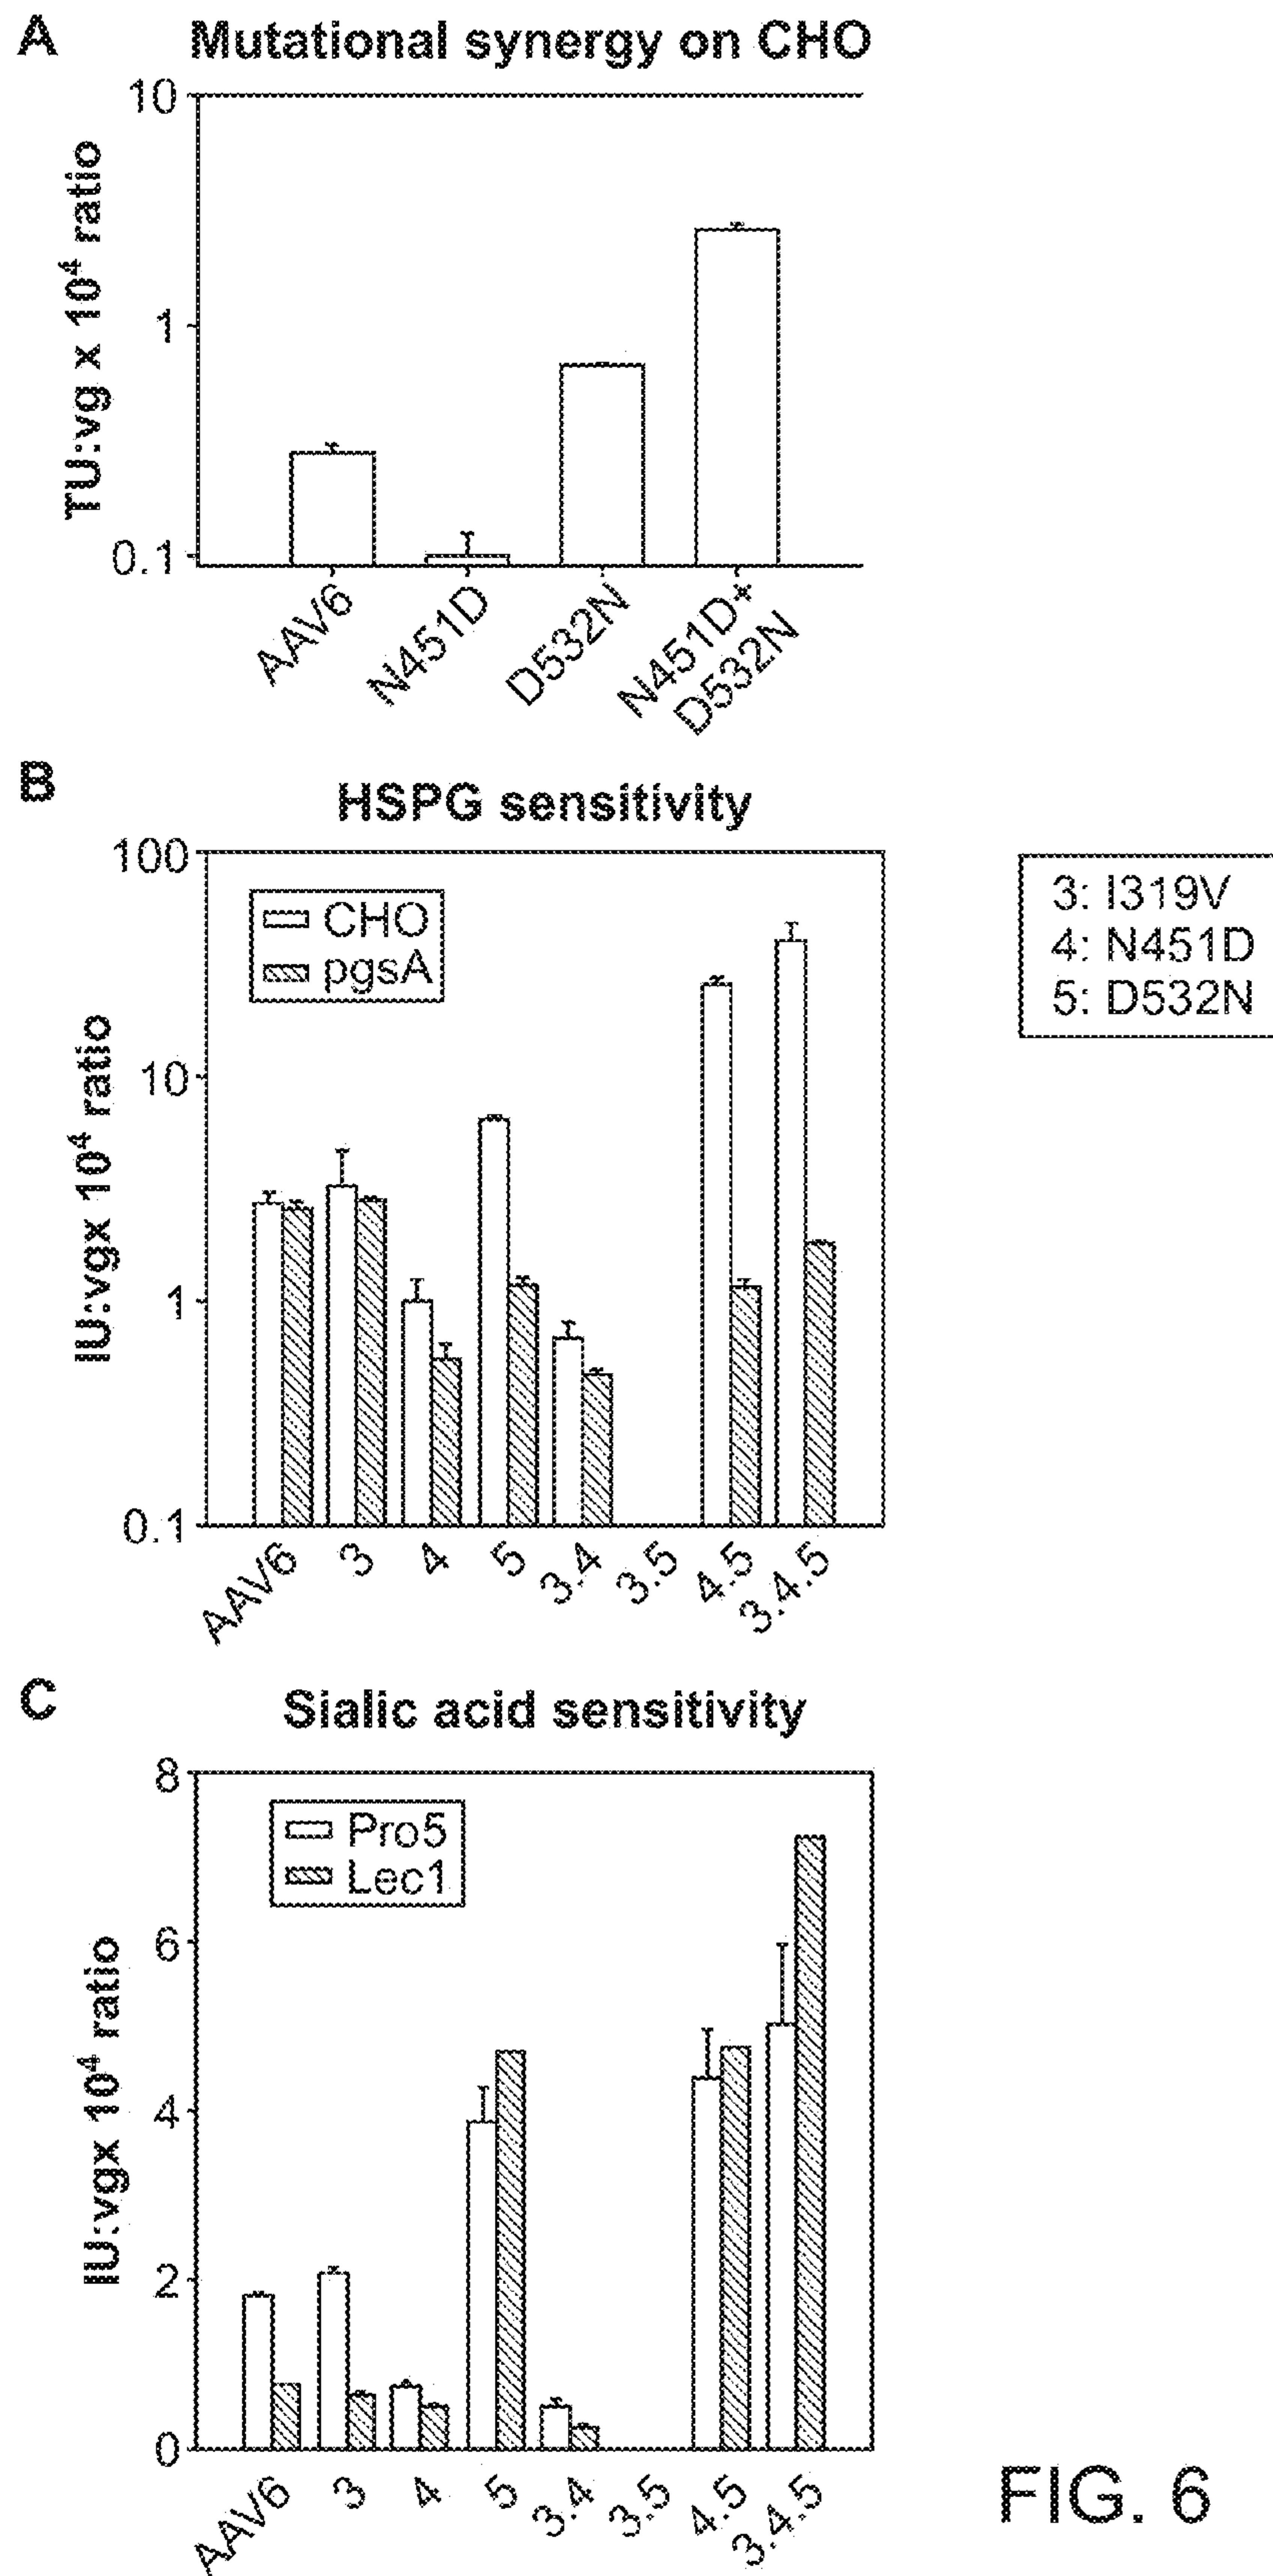 A Mutational synergy on CHO
10
1
0.1
TU:vg x 10⁴ ratio
AAV6
N451D
D532N
N451D+
D532N
B HSPG sensitivity
100
10
1
0.1
IU:vgx 10⁴ ratio
CHO
pgsA
AAV6
3
4
5
3.4
3.5
4.5
3.4.5
3: I319V
4: N451D
5: D532N
C Sialic acid sensitivity
8
6
4
2
0
IU:vgx 10⁴ ratio
Pro5
Lec1
AAV6
3
4
5
3.4
3.5
4.5
3.4.5
FIG. 6